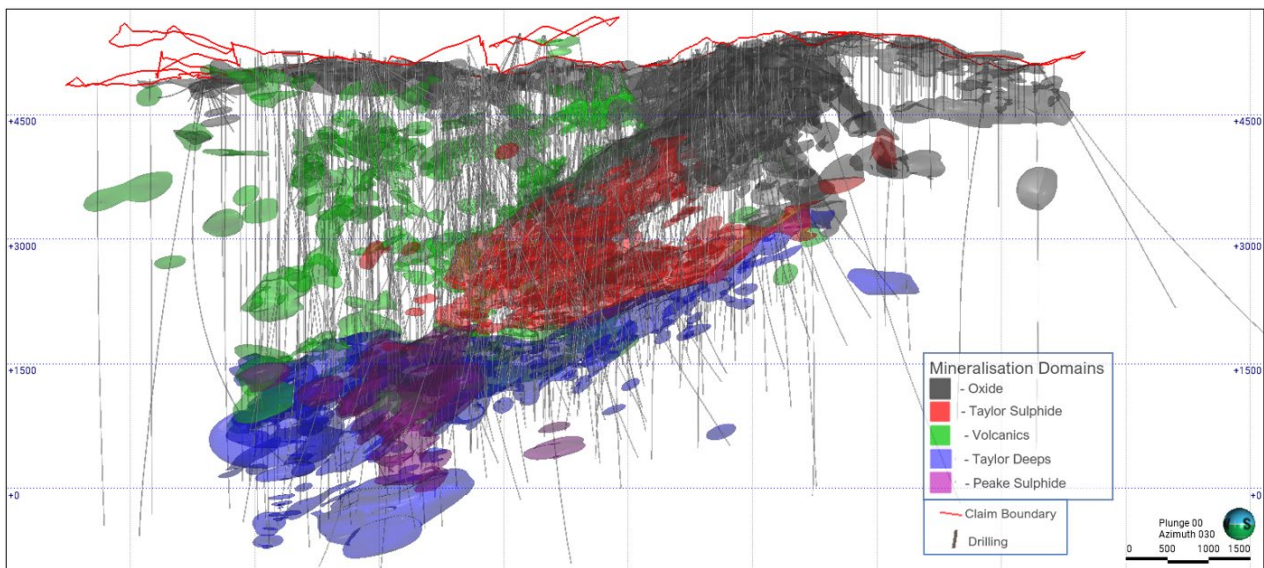 +4500
+4500
+3000
+3000
+1500
+1500
+0
+0
Mineralisation Domains
- Oxide
- Taylor Sulphide
- Volcanics
- Taylor Deeps
- Peake Sulphide
Claim Boundary
Drilling
Plunge 00
Azimuth 030
S
0 500 1000 1500